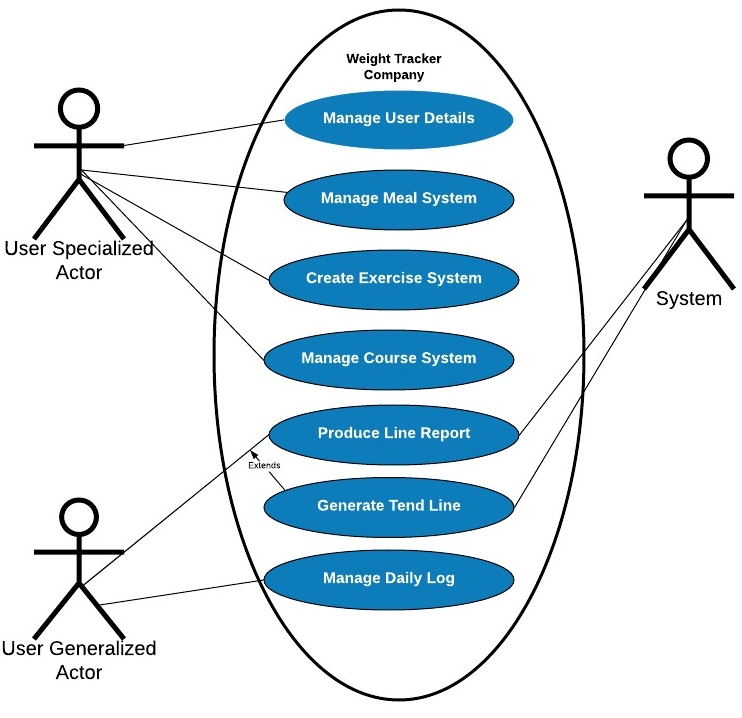 Weight Tracker
Company
Manage User Details
Manage Meal System
User Specialized
Actor
Create Exercise System
System
Manage Course System
Produce Line Report
Extends
Generate Tend Line
Manage Daily Log
User Generalized
Actor